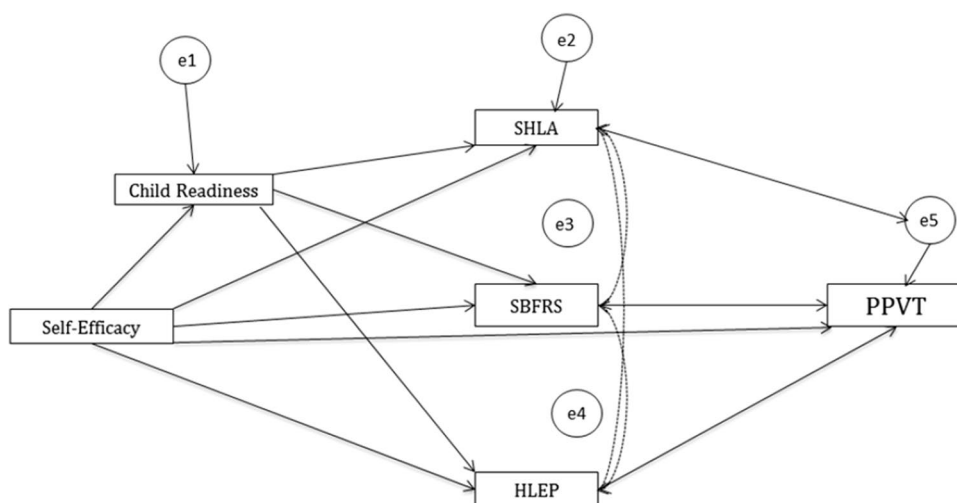 e1
e2
SHLA
Child Readiness
e3
e5
SBFRS
PPVT
Self-Efficacy
e4
HLEP